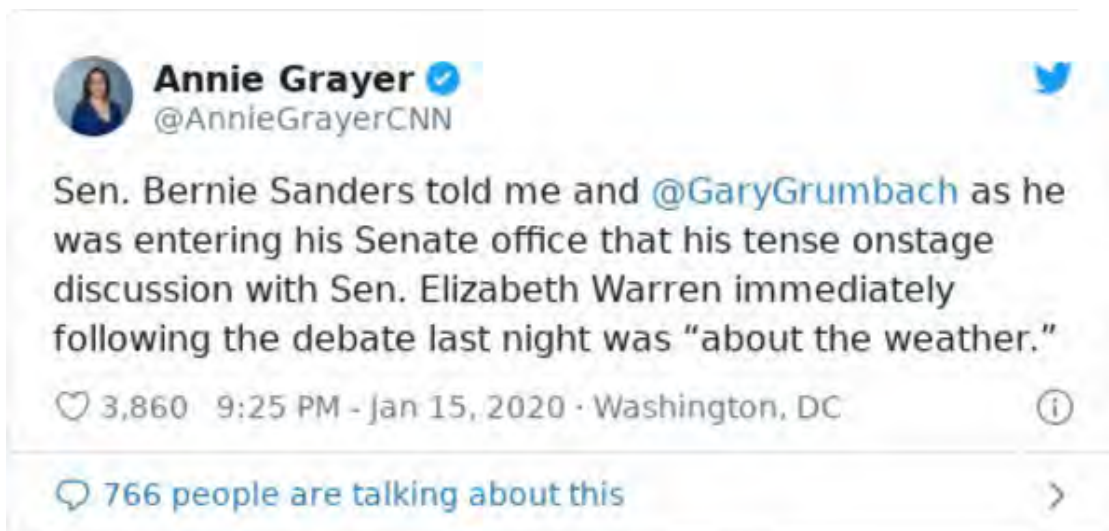 Annie Grayer
@AnnieGrayerCNN
Sen. Bernie Sanders told me and @GaryGrumbach as he
was entering his Senate office that his tense onstage
discussion with Sen. Elizabeth Warren immediately
following the debate last night was “about the weather.”
3,860 9:25 PM - Jan 15, 2020 · Washington, DC
766 people are talking about this